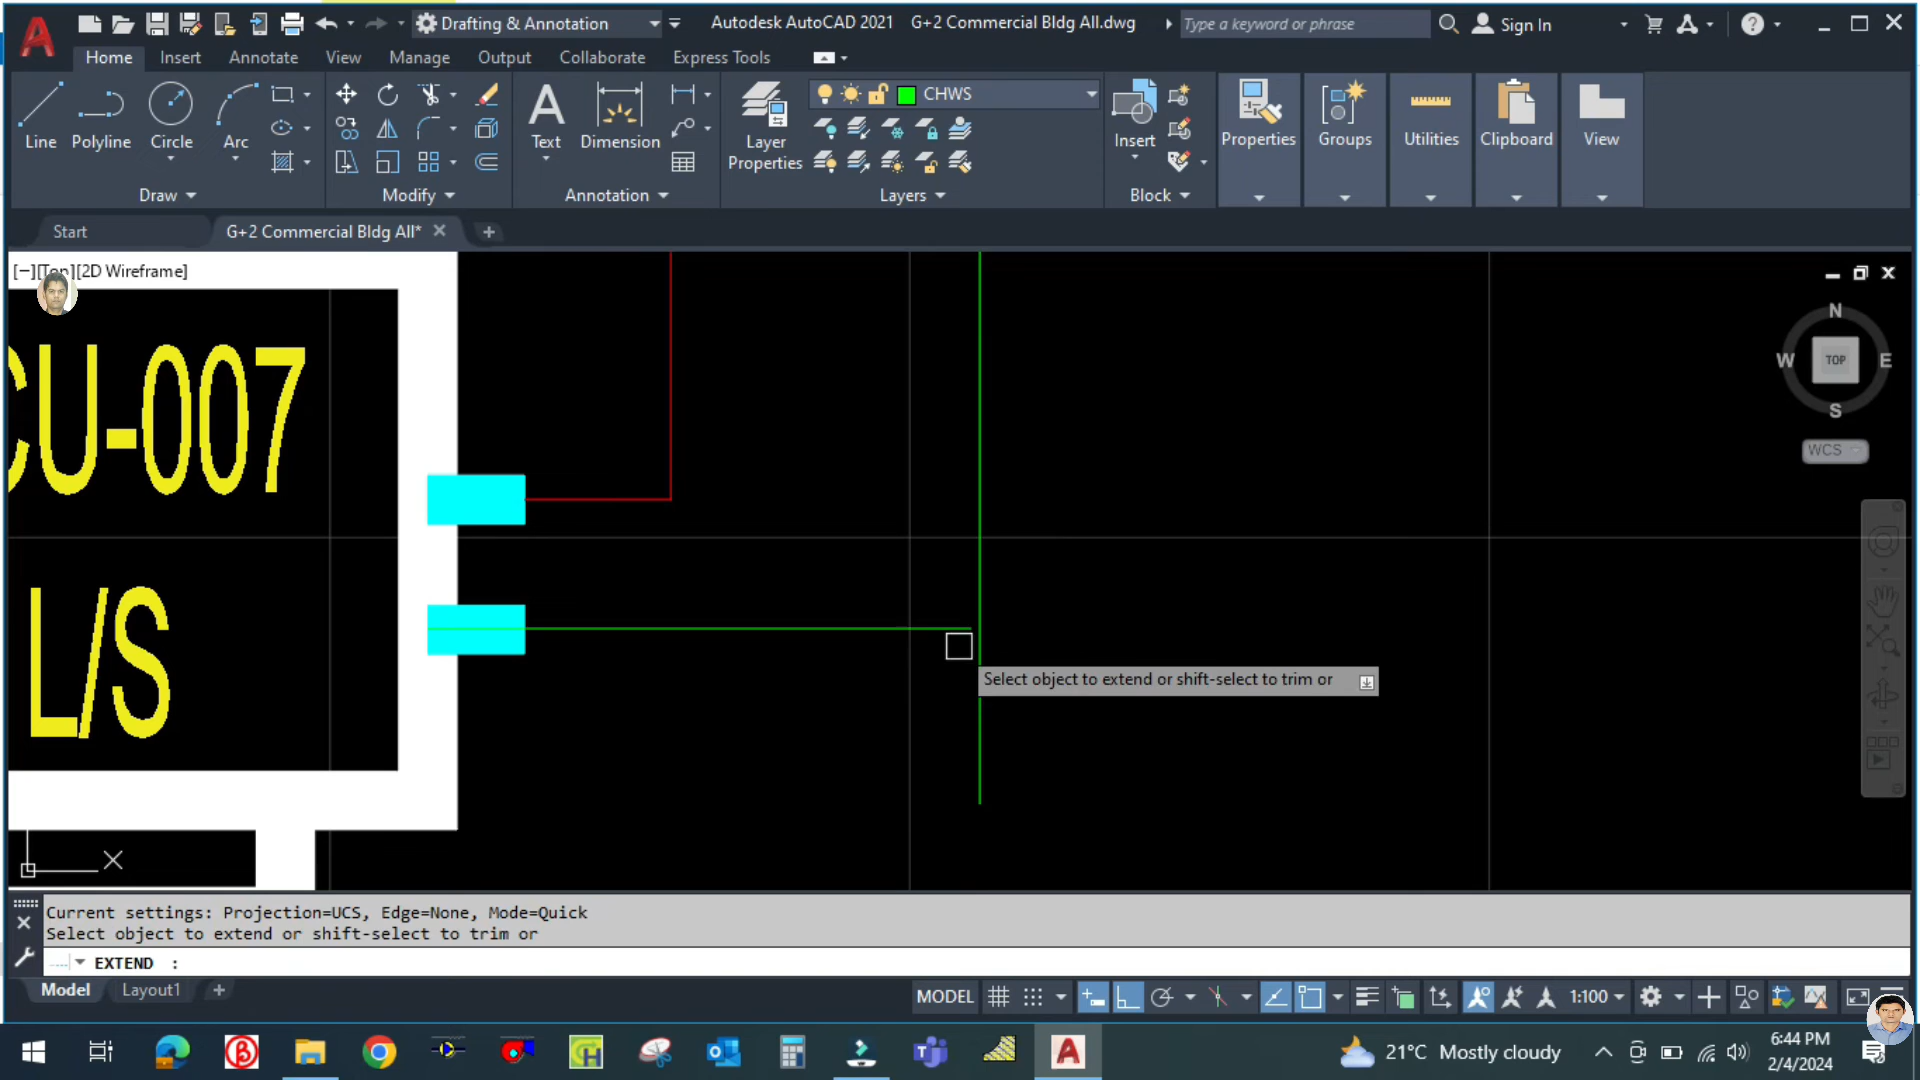 Drafting & Annotation
Autodesk AutoCAD 2021 G+2 Commercial Bldg All.dwg
Type a keyword or phrase
Sign In
Home Insert Annotate View Manage Output Collaborate Express Tools
CHWS
Line Polyline Circle Arc
Text Dimension
Layer
Properties
Insert
Properties Groups Utilities Clipboard View
Draw Modify Annotation Layers Block
Start G+2 Commercial Bldg All*
[−][Top][2D Wireframe]
CU-007
L/S
N
W TOP E
S
WCS
Select object to extend or shift-select to trim or
X
Current settings: Projection=UCS, Edge=None, Mode=Quick
Select object to extend or shift-select to trim or
EXTEND :
Model Layout1
MODEL 1:100
21°C Mostly cloudy
6:44 PM
2/4/2024